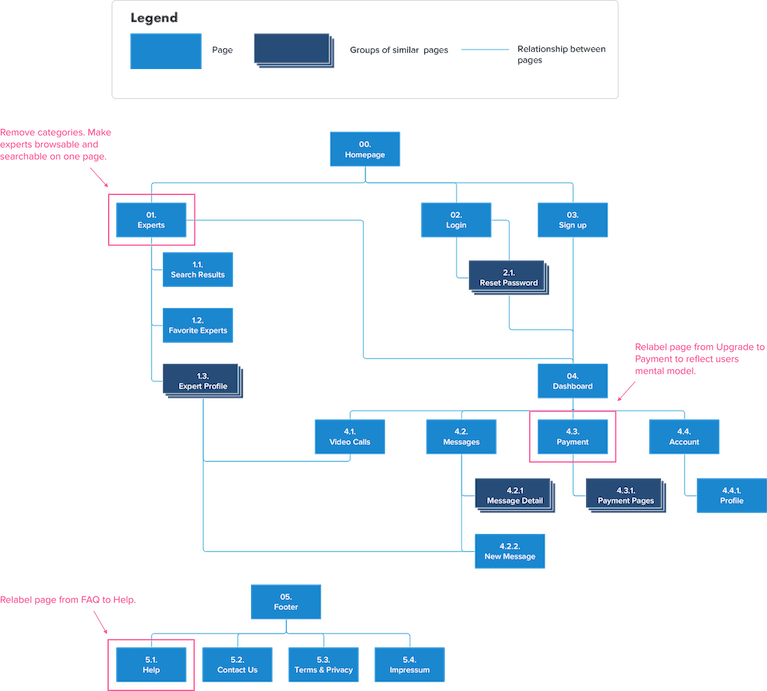 Legend
Page
Groups of similar pages
Relationship between
pages
Remove categories. Make
experts browsable and
searchable on one page.
00.
Homepage
01.
Experts
02.
Login
03.
Sign up
1.1.
Search Results
2.1.
Reset Password
1.2.
Favorite Experts
Relabel page from Upgrade to
Payment to reflect users
mental model.
1.3.
Expert Profile
04.
Dashboard
4.1.
Video Calls
4.2.
Messages
4.3.
Payment
4.4.
Account
4.2.1
Message Detail
4.3.1.
Payment Pages
4.4.1.
Profile
4.2.2.
New Message
Relabel page from FAQ to Help.
05.
Footer
5.1.
Help
5.2.
Contact Us
5.3.
Terms & Privacy
5.4.
Impressum